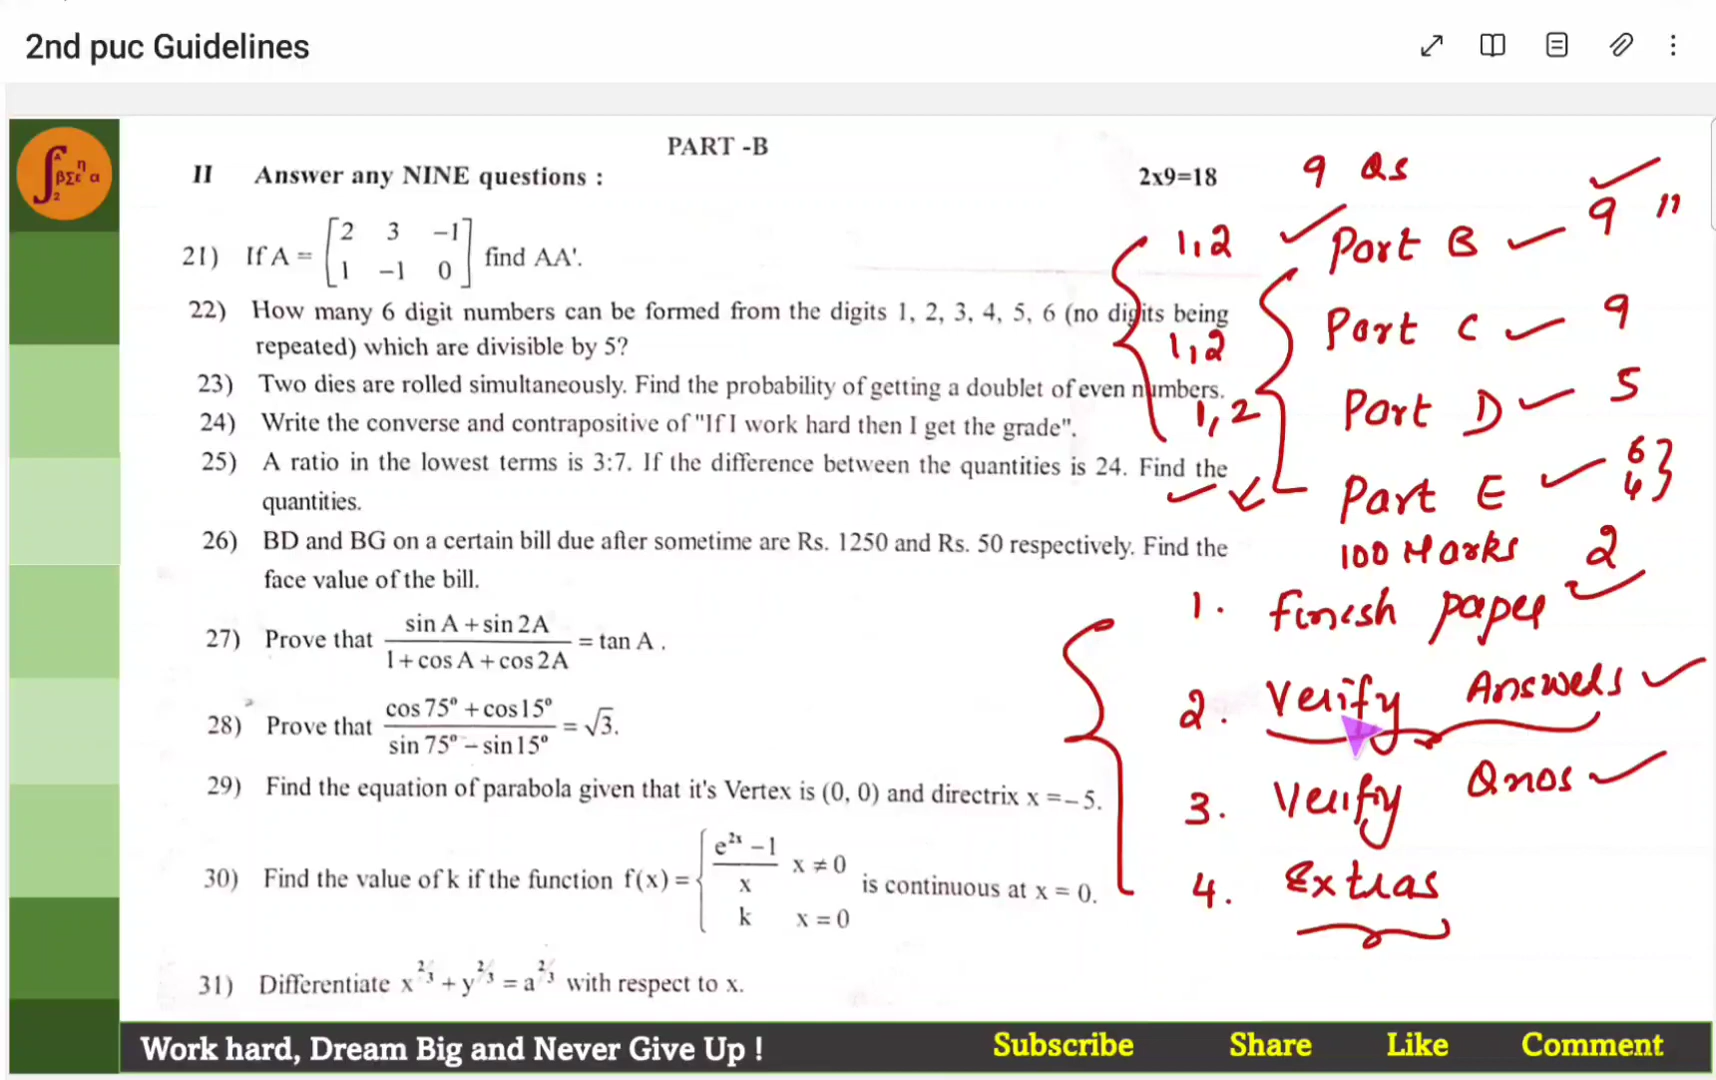 2nd puc Guidelines
PART -B
II Answer any NINE questions : 2x9=18
21) If A = [2 3 −1
1 −1 0] find AA'.
22) How many 6 digit numbers can be formed from the digits 1, 2, 3, 4, 5, 6 (no digits being
repeated) which are divisible by 5?
23) Two dies are rolled simultaneously. Find the probability of getting a doublet of even numbers.
24) Write the converse and contrapositive of "If I work hard then I get the grade".
25) A ratio in the lowest terms is 3:7. If the difference between the quantities is 24. Find the
quantities.
26) BD and BG on a certain bill due after sometime are Rs. 1250 and Rs. 50 respectively. Find the
face value of the bill.
27) Prove that (sin A + sin 2A)/(1 + cos A + cos 2A) = tan A .
28) Prove that (cos 75° + cos 15°)/(sin 75° − sin 15°) = √3.
29) Find the equation of parabola given that it's Vertex is (0, 0) and directrix x = − 5.
30) Find the value of k if the function f(x) = { (e^2x − 1)/x x ≠ 0
k x = 0 is continuous at x = 0.
31) Differentiate x^2/3 + y^2/3 = a^2/3 with respect to x.
9 Qs
1,2 Part B 9 "
1,2 Part C 9
1,2 Part D 5
Part E 6
4
100 Marks 2
1. Finish paper
2. Verify Answers
3. Verify Qnos
4. Extras
Work hard, Dream Big and Never Give Up ! Subscribe Share Like Comment